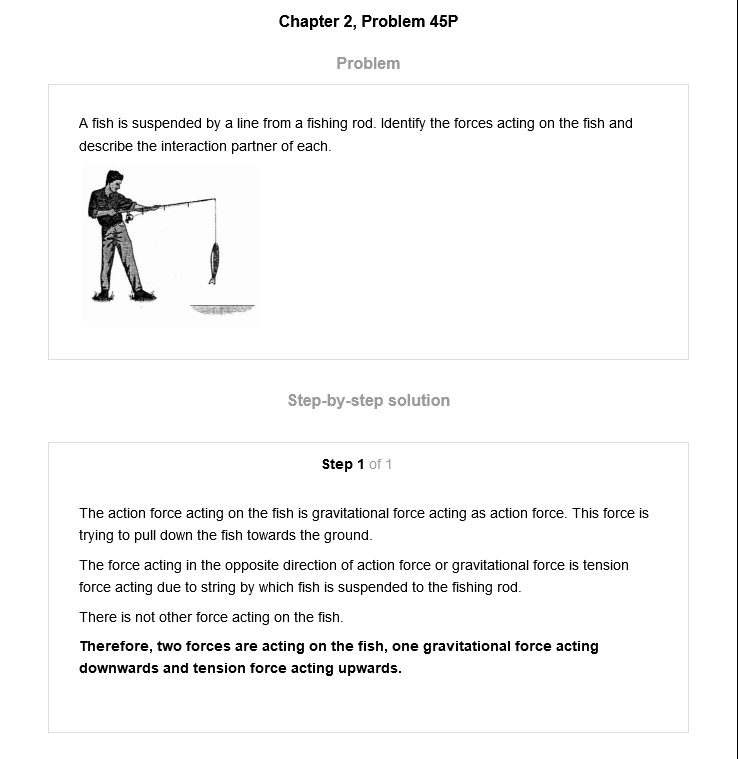 Chapter 2, Problem 45P
Problem
A fish is suspended by a line from a fishing rod. Identify the forces acting on the fish and
describe the interaction partner of each.
Step-by-step solution
Step 1 of 1
The action force acting on the fish is gravitational force acting as action force. This force is
trying to pull down the fish towards the ground.
The force acting in the opposite direction of action force or gravitational force is tension
force acting due to string by which fish is suspended to the fishing rod.
There is not other force acting on the fish.
Therefore, two forces are acting on the fish, one gravitational force acting
downwards and tension force acting upwards.